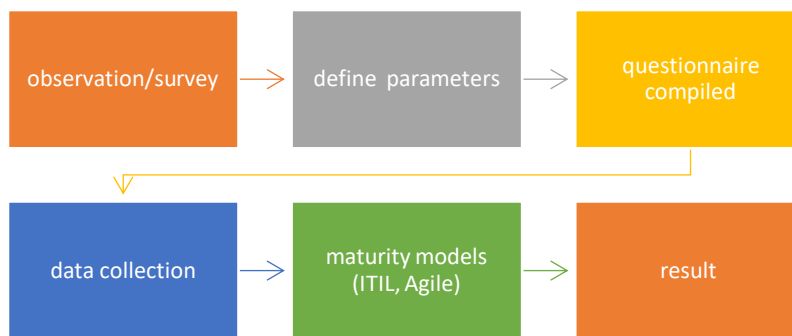 observation/survey
define parameters
questionnaire
compiled
data collection
maturity models
(ITIL, Agile)
result